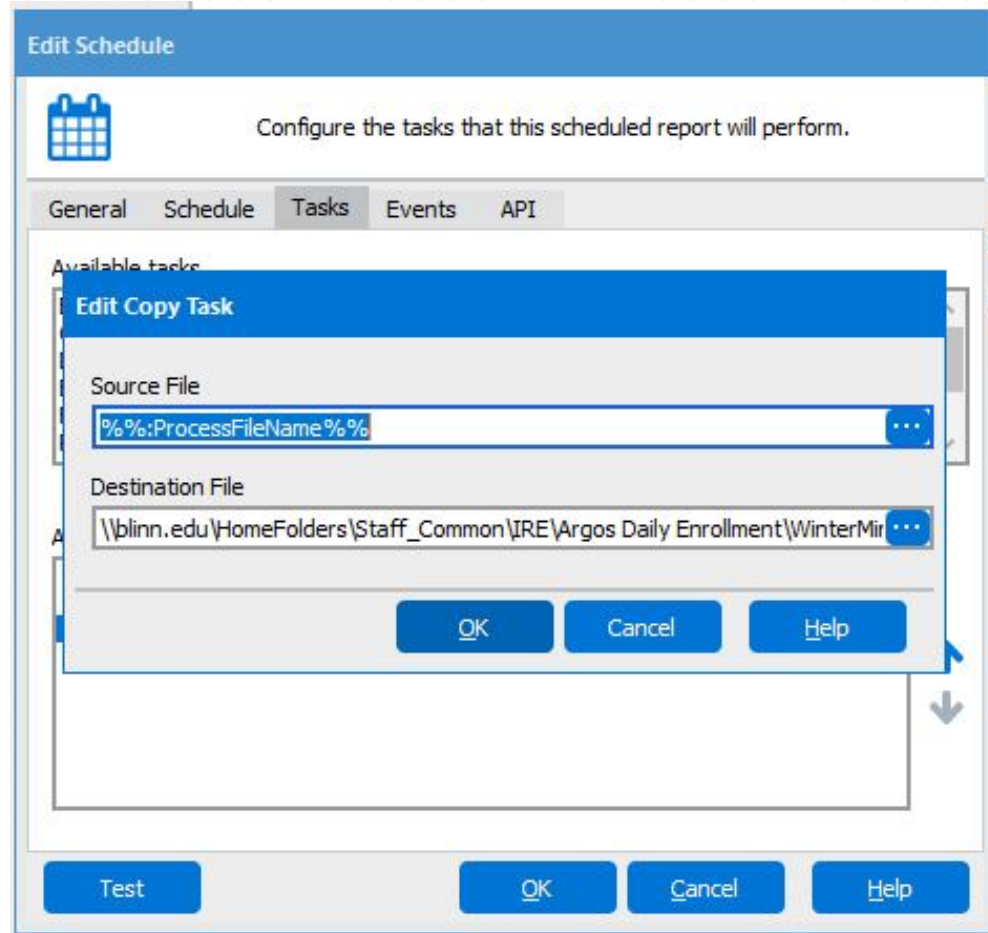 Edit Schedule
Configure the tasks that this scheduled report will perform.
General Schedule Tasks Events API
Available tasks
Edit Copy Task
Source File
%%:ProcessFileName%%
...
Destination File
\\blinn.edu\HomeFolders\Staff_Common\IRE\Argos Daily Enrollment\
...
OK Cancel Help
Test OK Cancel Help